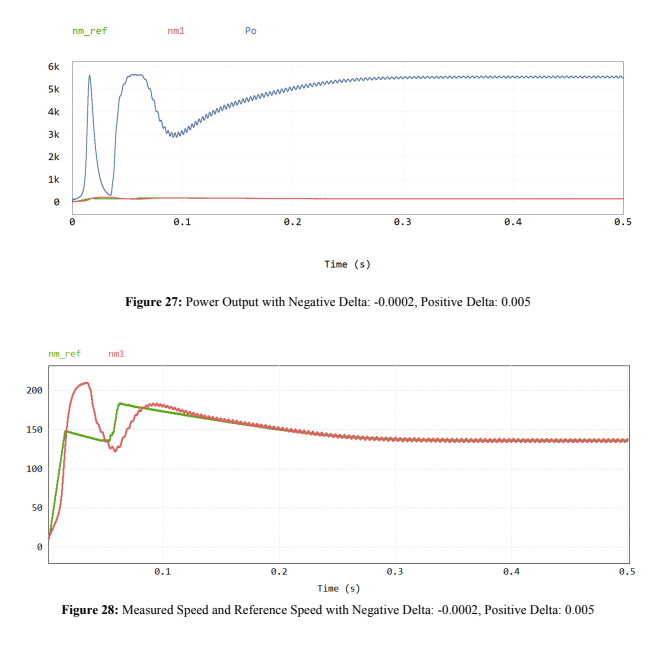 nm_ref nm1 Po
6k
5k
4k
3k
2k
1k
0
0 0.1 0.2 0.3 0.4 0.5
Time (s)
Figure 27: Power Output with Negative Delta: -0.0002, Positive Delta: 0.005
nm_ref nm1
200
150
100
50
0
0.1 0.2 0.3 0.4 0.5
Time (s)
Figure 28: Measured Speed and Reference Speed with Negative Delta: -0.0002, Positive Delta: 0.005